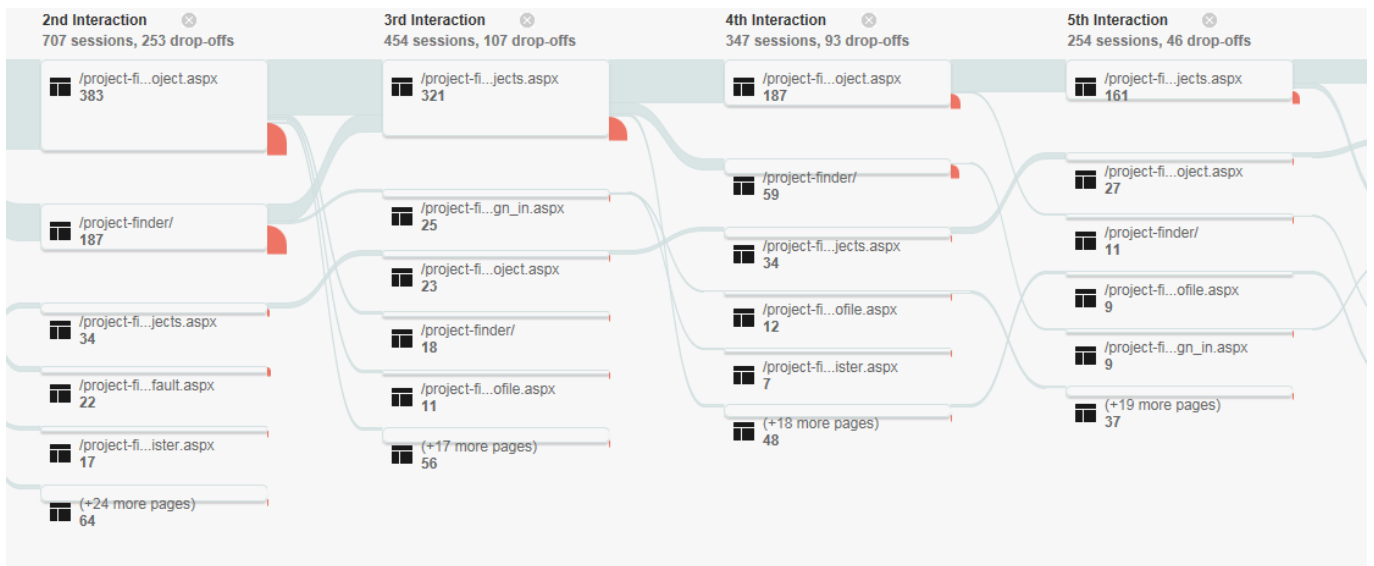 2nd Interaction
707 sessions, 253 drop-offs
/project-fi...oject.aspx
383
/project-finder/
187
/project-fi...jects.aspx
34
/project-fi...fault.aspx
22
/project-fi...ister.aspx
17
(+24 more pages)
64
3rd Interaction
454 sessions, 107 drop-offs
/project-fi...jects.aspx
321
/project-fi...gn_in.aspx
25
/project-fi...oject.aspx
23
/project-finder/
18
/project-fi...ofile.aspx
11
(+17 more pages)
56
4th Interaction
347 sessions, 93 drop-offs
/project-fi...oject.aspx
187
/project-finder/
59
/project-fi...jects.aspx
34
/project-fi...ofile.aspx
12
/project-fi...ister.aspx
7
(+18 more pages)
48
5th Interaction
254 sessions, 46 drop-offs
/project-fi...jects.aspx
161
/project-fi...oject.aspx
27
/project-finder/
11
/project-fi...ofile.aspx
9
/project-fi...gn_in.aspx
9
(+19 more pages)
37